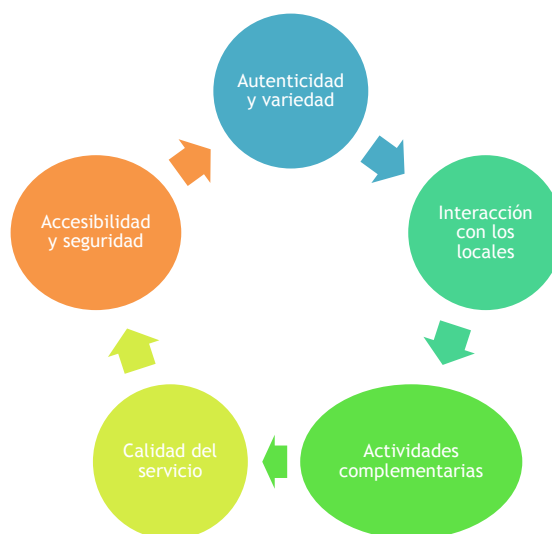 Autenticidad
y variedad
Interacción
con los
locales
Actividades
complementarias
Calidad del
servicio
Accesibilidad
y seguridad